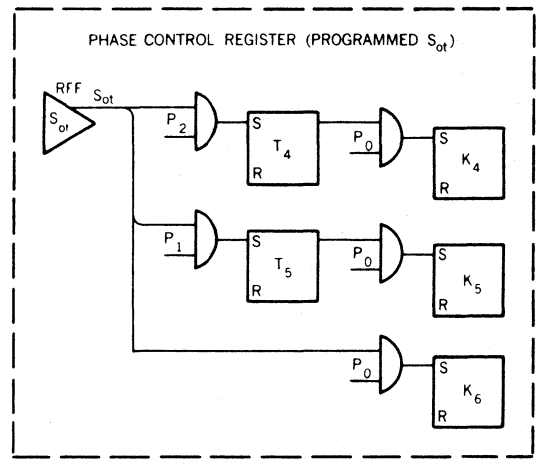 PHASE CONTROL REGISTER (PROGRAMMED Sot)
RFF
Sot
Sot
P2
S
T4
R
P0
S
K4
R
P1
S
T5
R
P0
S
K5
R
P0
S
K6
R